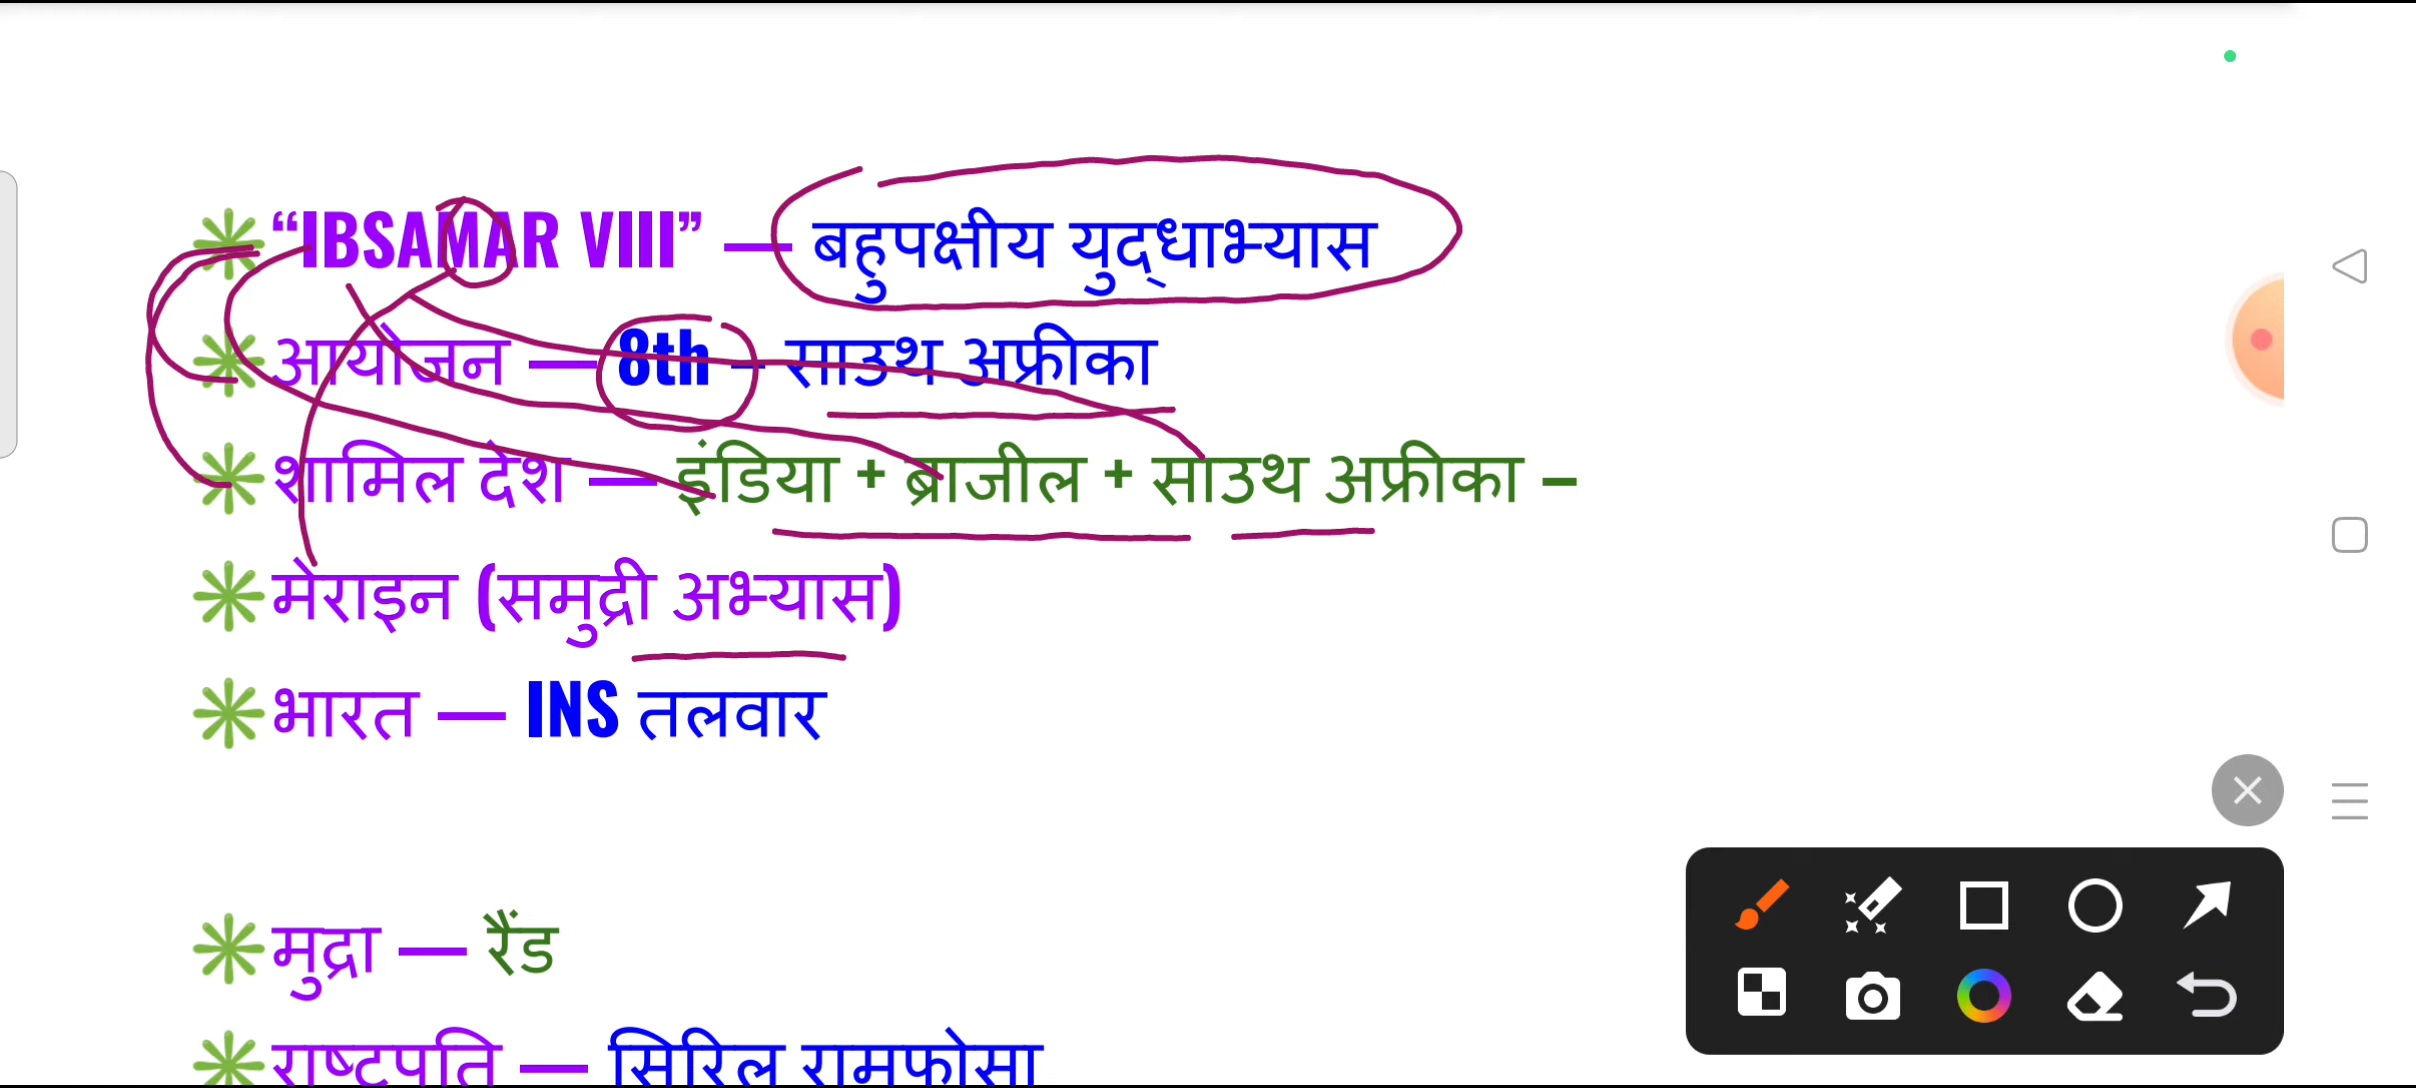 “IBSAMAR VIII” — बहुपक्षीय युद्धाभ्यास
आयोजन — 8th – साउथ अफ्रीका
शामिल देश — इंडिया + ब्राजील + साउथ अफ्रीका –
मेराइन (समुद्री अभ्यास)
भारत — INS तलवार
मुद्रा — रैंड
राष्ट्रपति — सिरिल रामफोसा